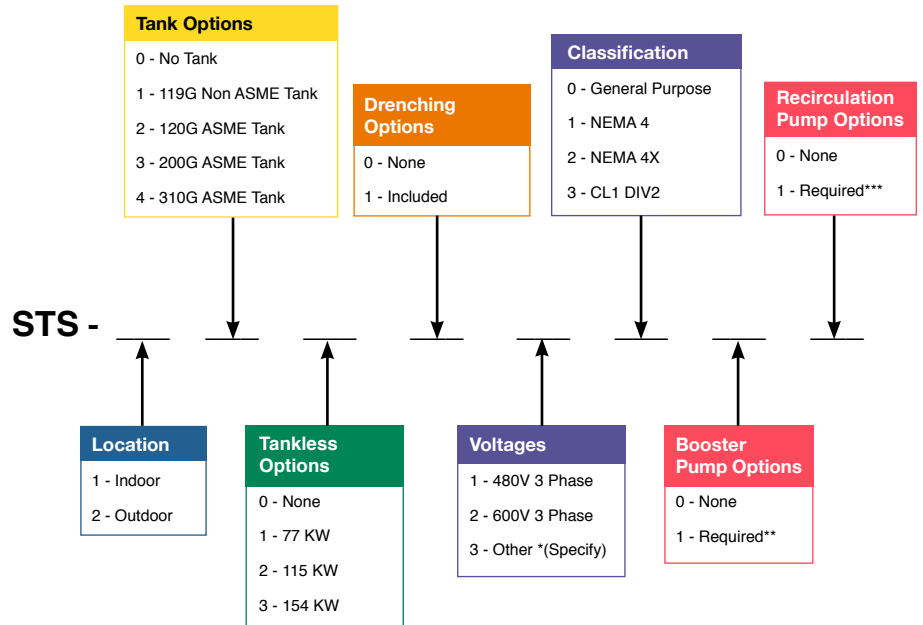 Tank Options
0 - No Tank
1 - 119G Non ASME Tank
2 - 120G ASME Tank
3 - 200G ASME Tank
4 - 310G ASME Tank
Drenching
Options
0 - None
1 - Included
Classification
0 - General Purpose
1 - NEMA 4
2 - NEMA 4X
3 - CL1 DIV2
Recirculation
Pump Options
0 - None
1 - Required***
STS -
Location
1 - Indoor
2 - Outdoor
Tankless
Options
0 - None
1 - 77 KW
2 - 115 KW
3 - 154 KW
Voltages
1 - 480V 3 Phase
2 - 600V 3 Phase
3 - Other *(Specify)
Booster
Pump Options
0 - None
1 - Required**